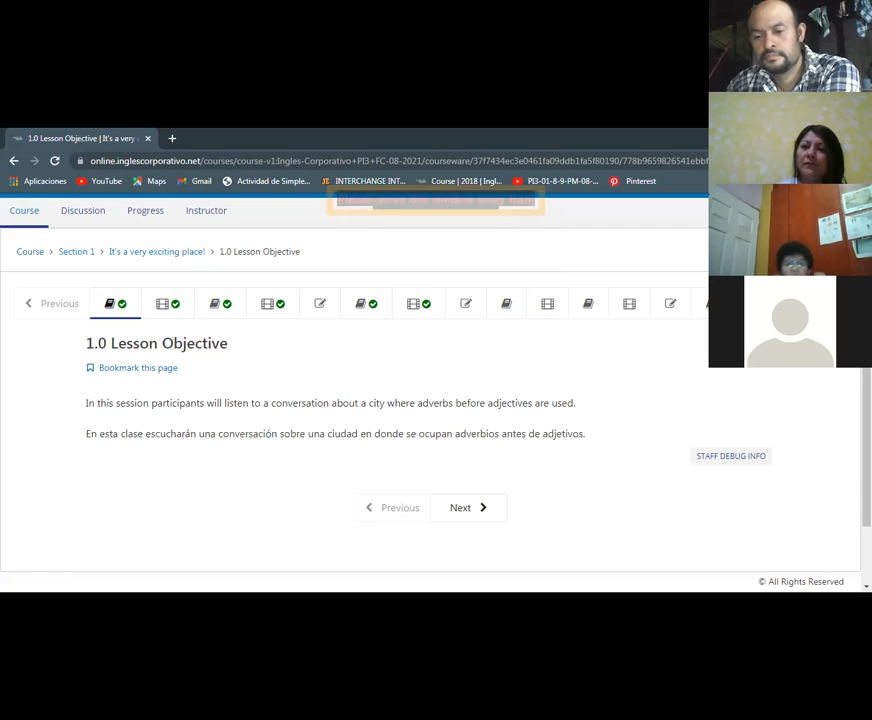 1.0 Lesson Objective | It's a very
online.inglescorporativo.net/courses/course-v1:Ingles-Corporativo+PI3+FC-08-2021/courseware/37f7434ec3e0461fa09ddb1fa5f80190/778b9659826541ebbf
Aplicaciones YouTube Maps Gmail Actividad de Simple... INTERCHANGE INT... Course | 2018 | Ingl... PI3-01-8-9-PM-08-... Pinterest
Course Discussion Progress Instructor
Course > Section 1 > It's a very exciting place! > 1.0 Lesson Objective
Previous
1.0 Lesson Objective
Bookmark this page
In this session participants will listen to a conversation about a city where adverbs before adjectives are used.
En esta clase escucharán una conversación sobre una ciudad en donde se ocupan adverbios antes de adjetivos.
STAFF DEBUG INFO
Previous Next
© All Rights Reserved